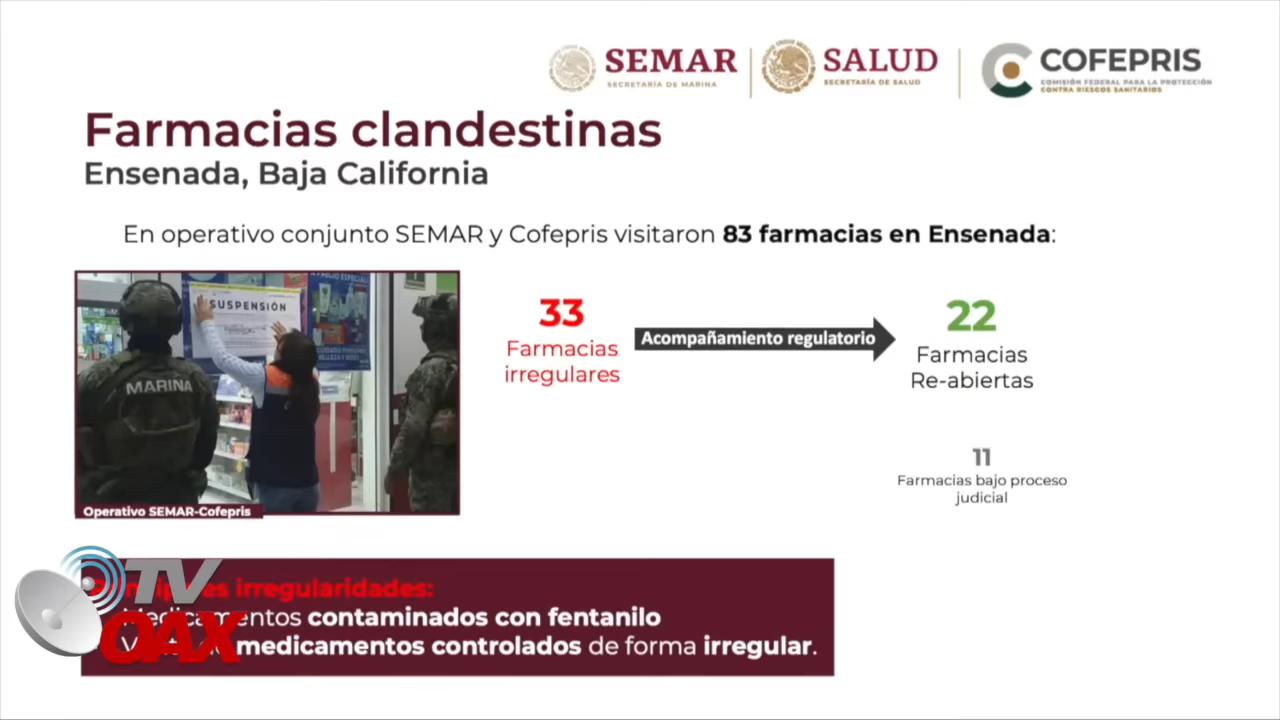 SEMAR
SECRETARÍA DE MARINA
SALUD
SECRETARÍA DE SALUD
COFEPRIS
COMISIÓN FEDERAL PARA LA PROTECCIÓN
CONTRA RIESGOS SANITARIOS
Farmacias clandestinas
Ensenada, Baja California
En operativo conjunto SEMAR y Cofepris visitaron 83 farmacias en Ensenada:
SUSPENSIÓN
MARINA
Operativo SEMAR-Cofepris
33
Farmacias
irregulares
Acompañamiento regulatorio
22
Farmacias
Re-abiertas
11
Farmacias bajo proceso
judicial
irregularidades:
Medicamentos contaminados con fentanilo
medicamentos controlados de forma irregular.
TV
OAX